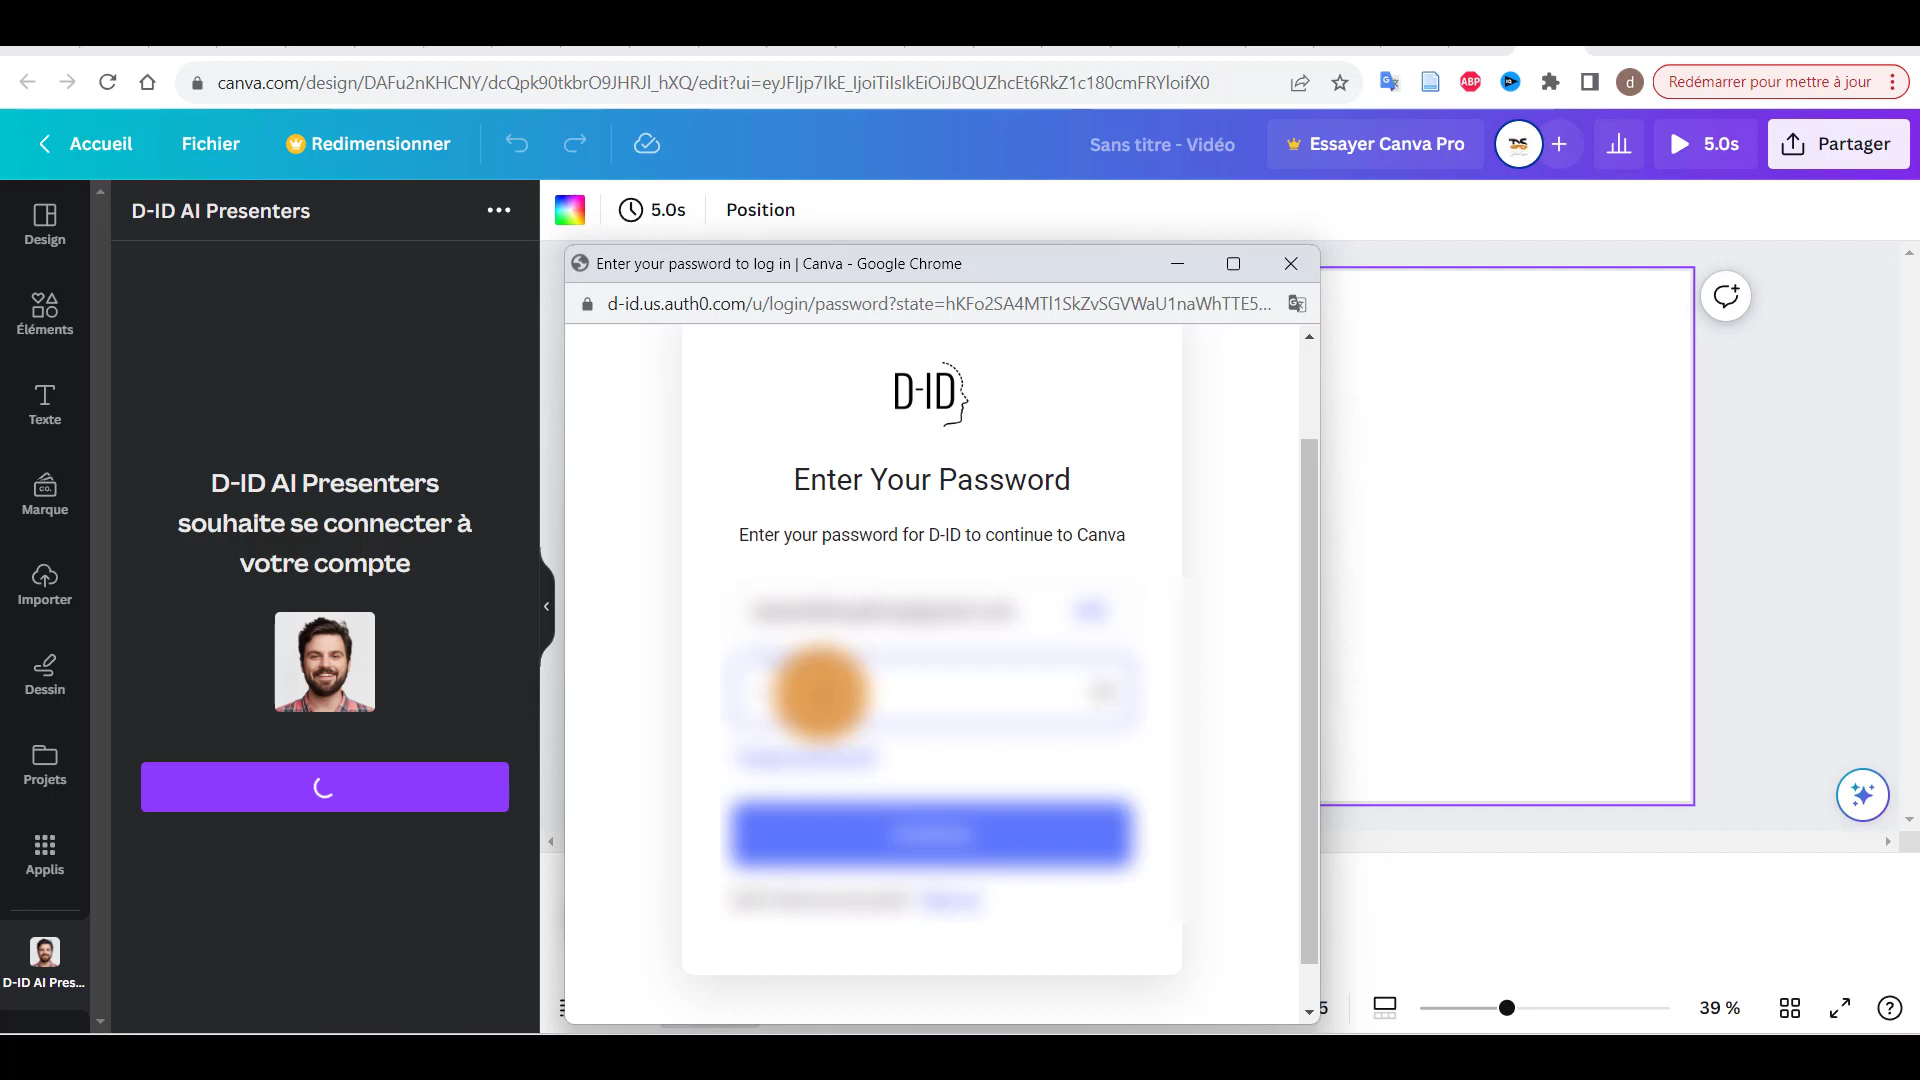 canva.com/design/DAFu2nKHCNY/dcQpk90tkbrO9JHRJl_hXQ/edit?ui=eyJFIjp7IkE_IjoiTiIsIkEiOiJBQUZhcEt6RkZ1c180cmFRYloifX0
ABP
d
Redémarrer pour mettre à jour
Accueil
Fichier
Redimensionner
Sans titre - Vidéo
Essayer Canva Pro
5.0s
Partager
D-ID AI Presenters
5.0s
Position
Design
Éléments
Texte
Marque
Importer
Dessin
Projets
Applis
D-ID AI Pres...
D-ID AI Presenters
souhaite se connecter à
votre compte
Enter your password to log in | Canva - Google Chrome
d-id.us.auth0.com/u/login/password?state=hKFo2SA4MTl1SkZvSGVWaU1naWhTTE5...
D-ID
Enter Your Password
Enter your password for D-ID to continue to Canva
39 %